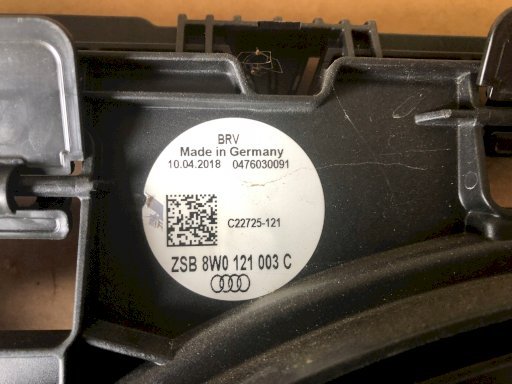 BRV
Made in Germany
10.04.2018 0476030091
C22725-121
ZSB 8W0 121 003 C